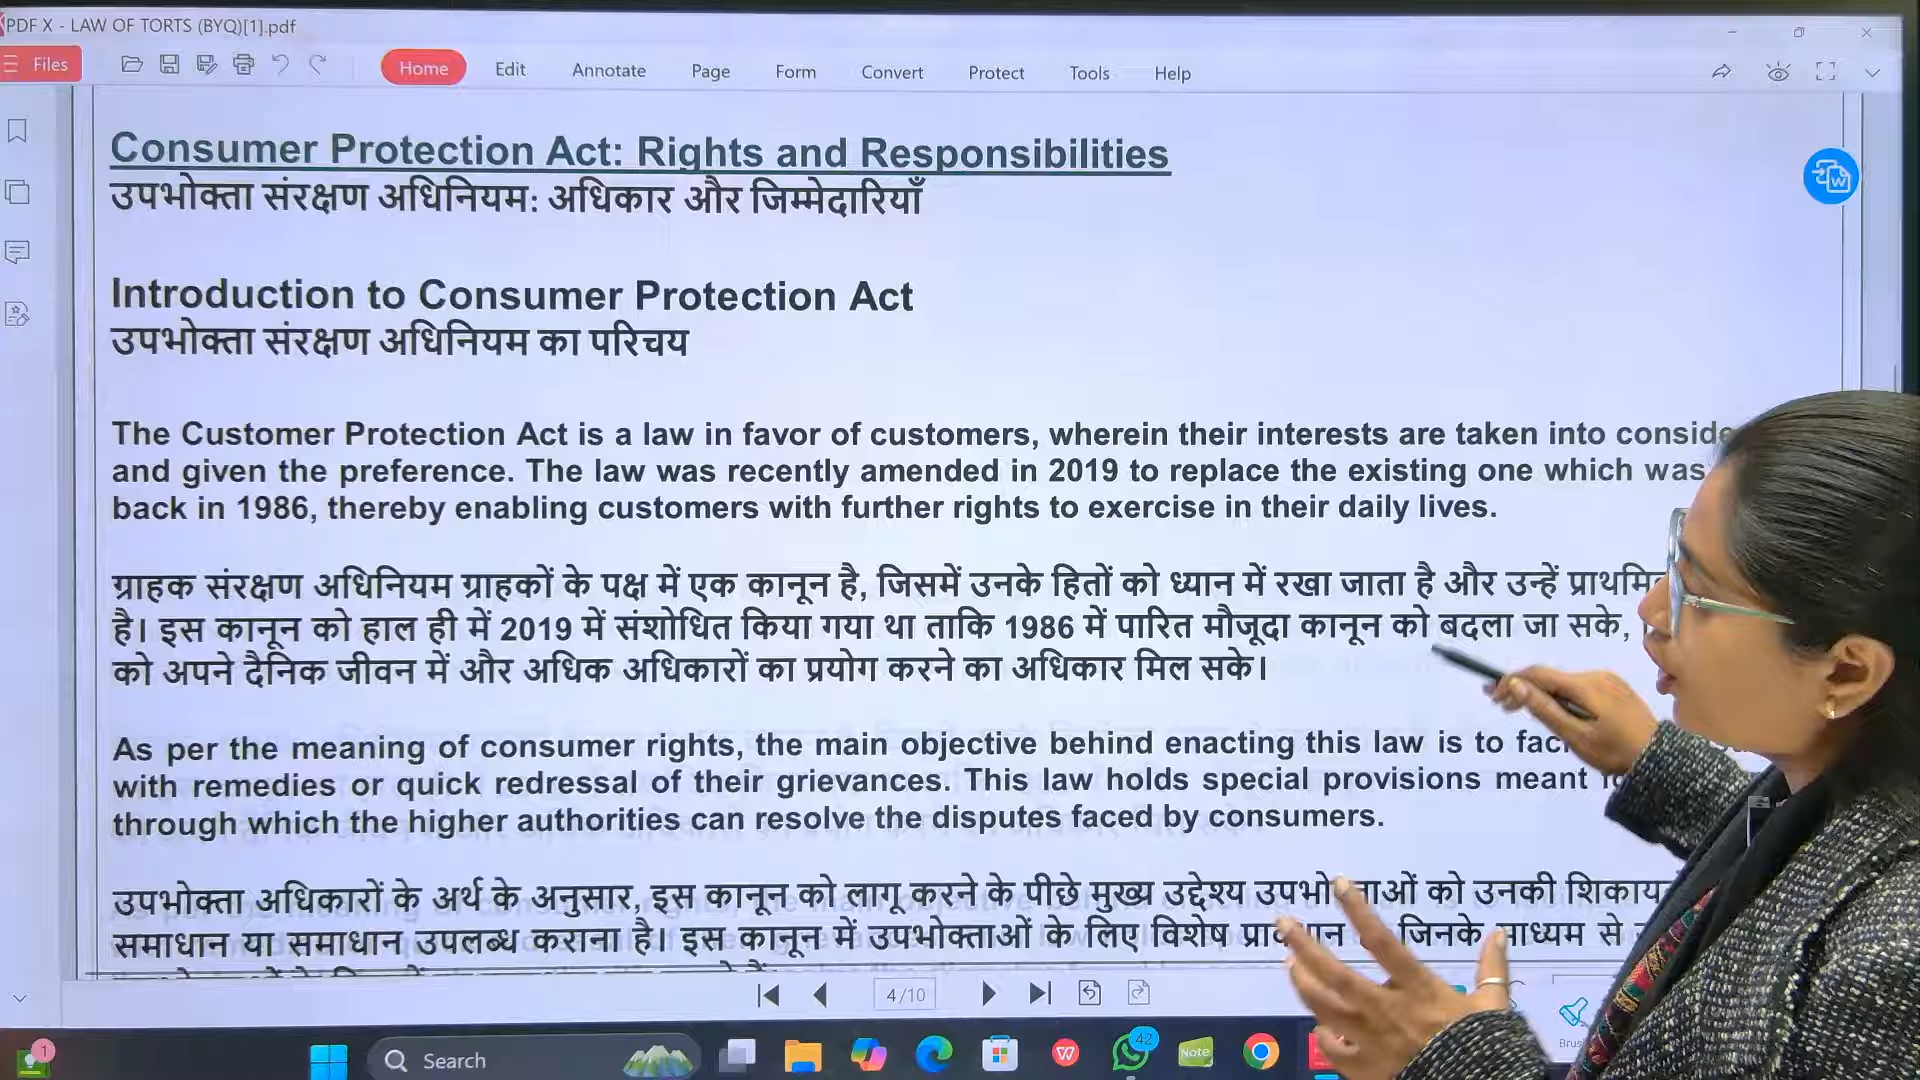 PDF X - LAW OF TORTS (BYQ)[1].pdf
Files Home Edit Annotate Page Form Convert Protect Tools Help
Consumer Protection Act: Rights and Responsibilities
उपभोक्ता संरक्षण अधिनियम: अधिकार और जिम्मेदारियाँ
Introduction to Consumer Protection Act
उपभोक्ता संरक्षण अधिनियम का परिचय
The Customer Protection Act is a law in favor of customers, wherein their interests are taken into
and given the preference. The law was recently amended in 2019 to replace the existing one which was
back in 1986, thereby enabling customers with further rights to exercise in their daily lives.
ग्राहक संरक्षण अधिनियम ग्राहकों के पक्ष में एक कानून है, जिसमें उनके हितों को ध्यान में रखा जाता है और उन्हें
है। इस कानून को हाल ही में 2019 में संशोधित किया गया था ताकि 1986 में पारित मौजूदा कानून को बदला जा सके,
को अपने दैनिक जीवन में और अधिक अधिकारों का प्रयोग करने का अधिकार मिल सके।
As per the meaning of consumer rights, the main objective behind enacting this law is to
with remedies or quick redressal of their grievances. This law holds special provisions meant
through which the higher authorities can resolve the disputes faced by consumers.
उपभोक्ता अधिकारों के अर्थ के अनुसार, इस कानून को लागू करने के पीछे मुख्य उद्देश्य उपभोक्ताओं को उनकी
समाधान या समाधान उपलब्ध कराना है। इस कानून में उपभोक्ताओं के लिए विशेष जिनके माध्यम से
4/10
1
Search
42
Note